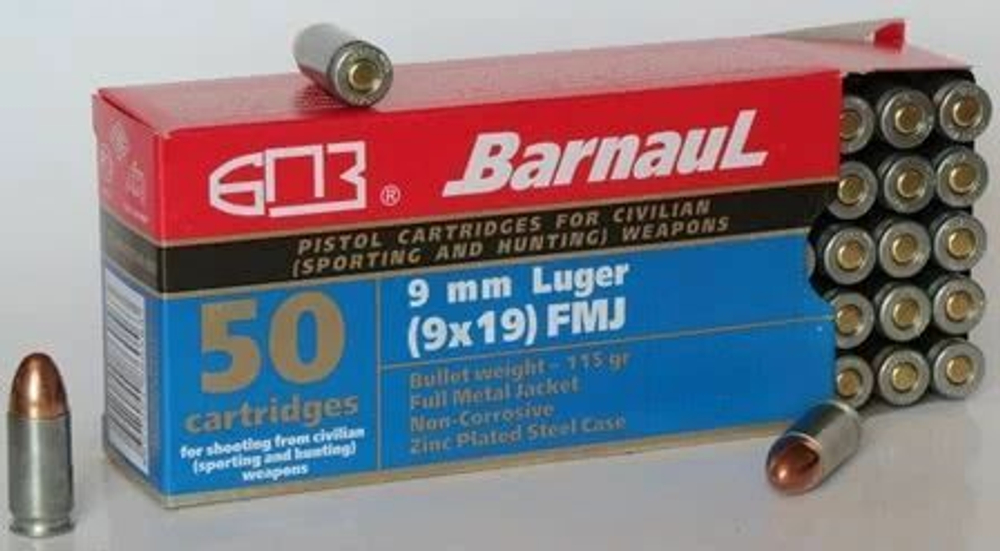 БПЗ ®
BarnauL
PISTOL CARTRIDGES FOR CIVILIAN
(SPORTING AND HUNTING) WEAPONS
50
cartridges
for shooting from civilian
(sporting and hunting)
weapons
9 mm Luger
(9x19) FMJ
Bullet weight - 115 gr
Full Metal Jacket
Non-Corrosive
Zinc Plated Steel Case